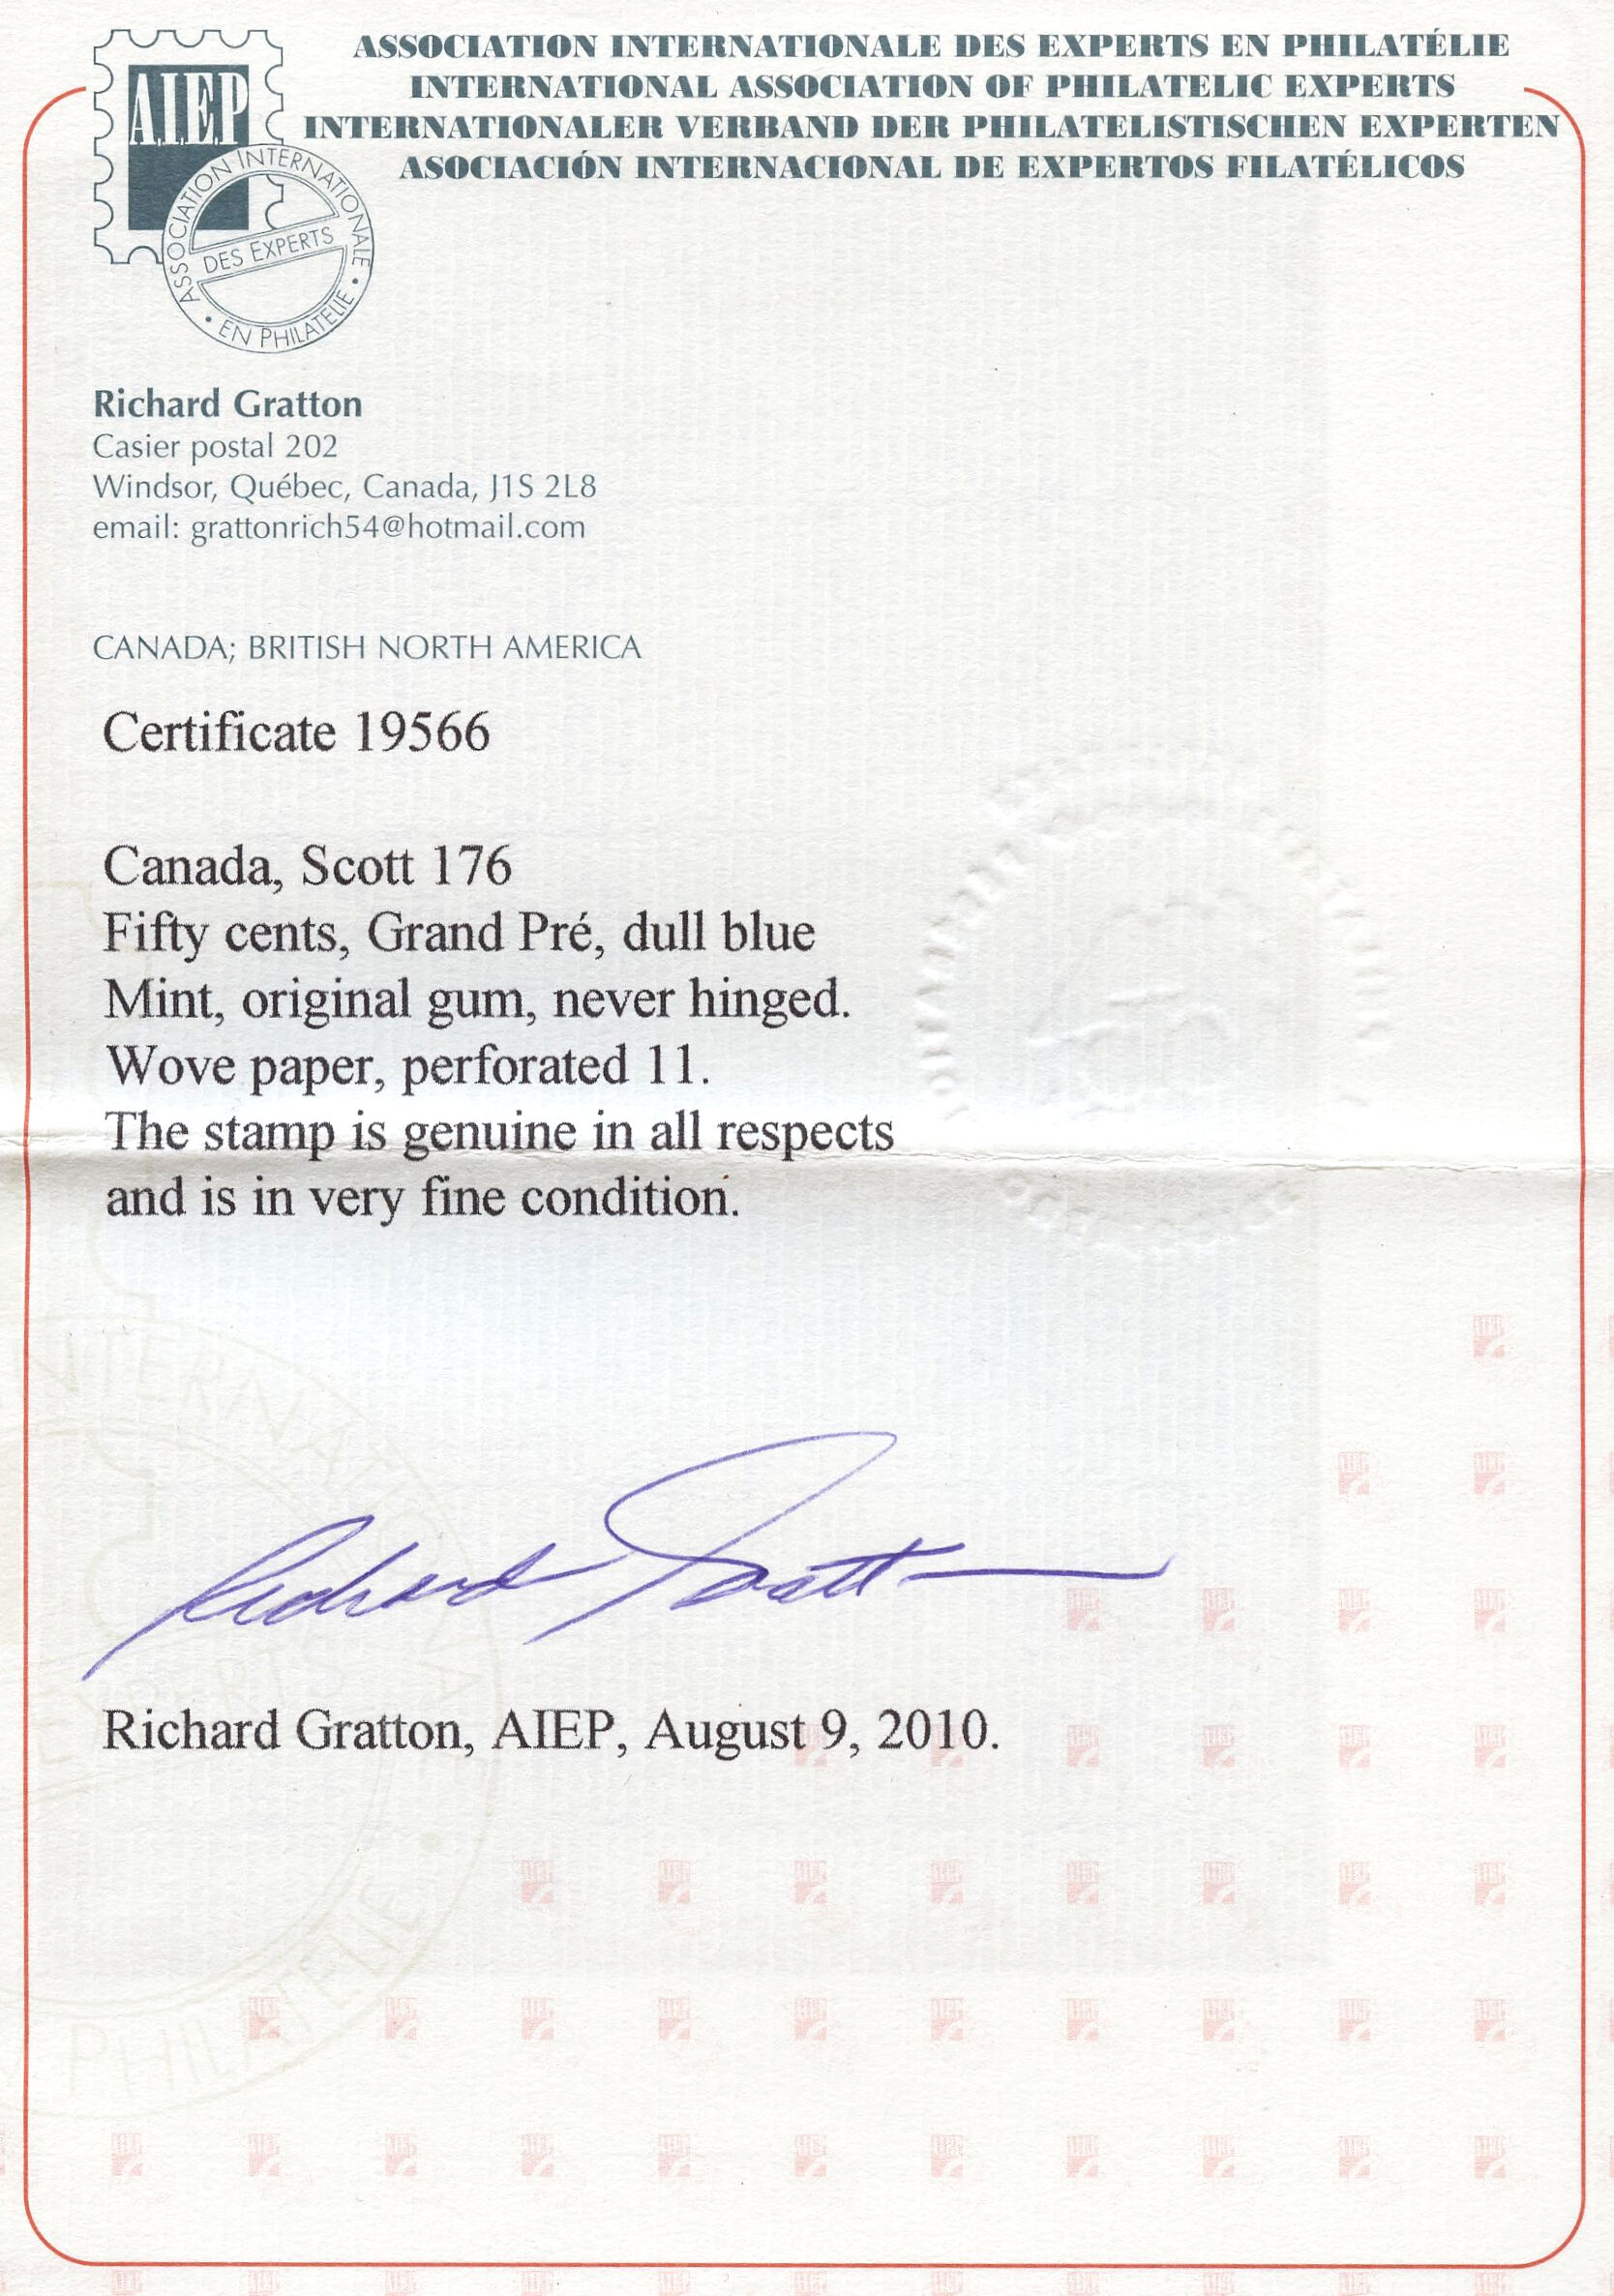 ASSOCIATION INTERNATIONALE DES EXPERTS EN PHILATÉLIE
INTERNATIONAL ASSOCIATION OF PHILATELIC EXPERTS
INTERNATIONALER VERBAND DER PHILATELISTISCHEN EXPERTEN
ASOCIACIÓN INTERNACIONAL DE EXPERTOS FILATÉLICOS
A.I.E.P
ASSOCIATION INTERNATIONALE
DES EXPERTS
• EN PHILATELIE •
Richard Gratton
Casier postal 202
Windsor, Québec, Canada, J1S 2L8
email: grattonrich54@hotmail.com
CANADA; BRITISH NORTH AMERICA
Certificate 19566
Canada, Scott 176
Fifty cents, Grand Pré, dull blue
Mint, original gum, never hinged.
Wove paper, perforated 11.
The stamp is genuine in all respects
and is in very fine condition.
Richard Gratton
Richard Gratton, AIEP, August 9, 2010.